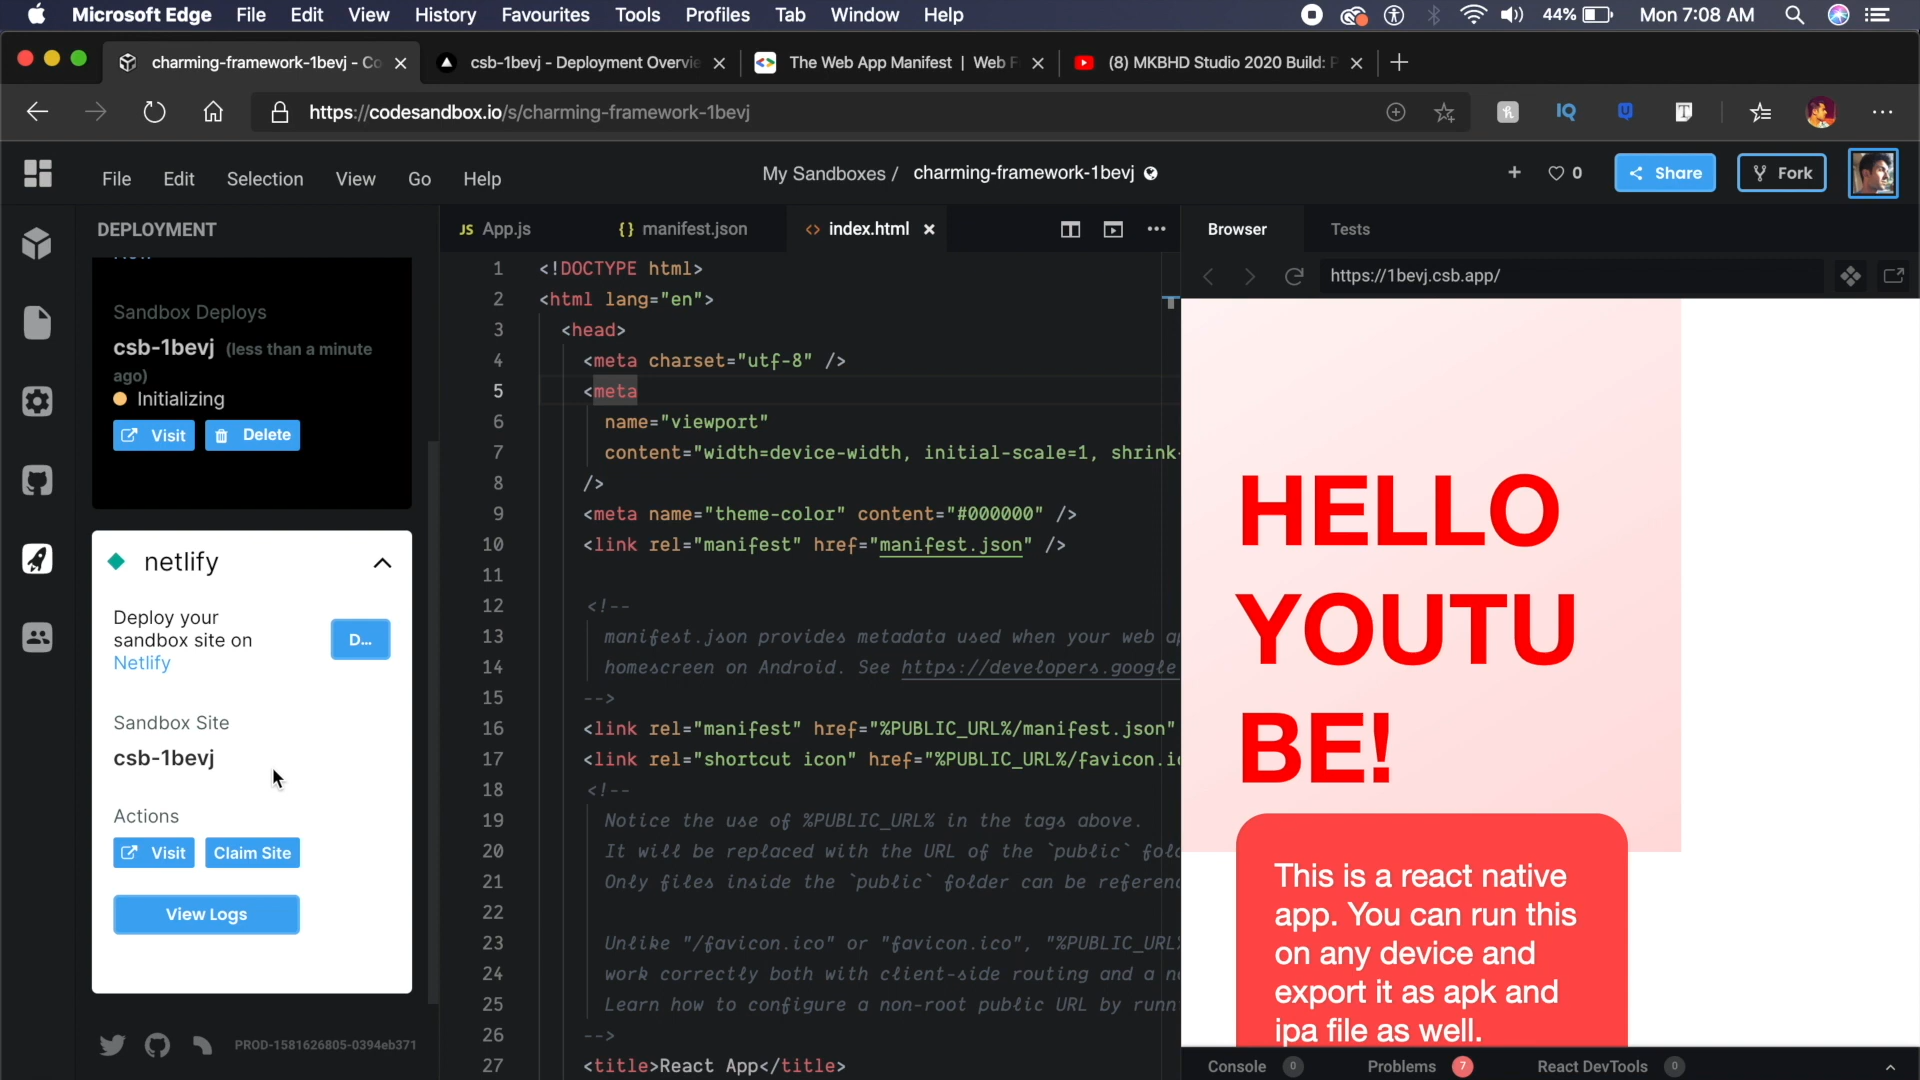 Microsoft Edge File Edit View History Favourites Tools Profiles Tab Window Help
44% Mon 7:08 AM
charming-framework-1bevj - Co
csb-1bevj - Deployment Overvie
The Web App Manifest | Web F
(8) MKBHD Studio 2020 Build: P
https://codesandbox.io/s/charming-framework-1bevj
IQ
T
File Edit Selection View Go Help
My Sandboxes / charming-framework-1bevj
0
Share
Fork
DEPLOYMENT
Sandbox Deploys
csb-1bevj (less than a minute
ago)
Initializing
Visit
Delete
netlify
Deploy your
sandbox site on
Netlify
D...
Sandbox Site
csb-1bevj
Actions
Visit
Claim Site
View Logs
PROD-1581626805-0394eb371
JS App.js
{} manifest.json
<> index.html
1 <!DOCTYPE html>
2 <html lang="en">
3 <head>
4 <meta charset="utf-8" />
5 <meta
6 name="viewport"
7 content="width=device-width, initial-scale=1, shrink-
8 />
9 <meta name="theme-color" content="#000000" />
10 <link rel="manifest" href="manifest.json" />
11
12 <!--
13 manifest.json provides metadata used when your web ap
14 homescreen on Android. See https://developers.google
15 -->
16 <link rel="manifest" href="%PUBLIC_URL%/manifest.json"
17 <link rel="shortcut icon" href="%PUBLIC_URL%/favicon.i
18 <!--
19 Notice the use of %PUBLIC_URL% in the tags above.
20 It will be replaced with the URL of the `public` fol
21 Only files inside the `public` folder can be referen
22
23 Unlike "/favicon.ico" or "favicon.ico", "%PUBLIC_URL%
24 work correctly both with client-side routing and a n
25 Learn how to configure a non-root public URL by runn
26 -->
27 <title>React App</title>
Browser
Tests
https://1bevj.csb.app/
HELLO
YOUTU
BE!
This is a react native
app. You can run this
on any device and
export it as apk and
ipa file as well.
Console 0
Problems 7
React DevTools 0